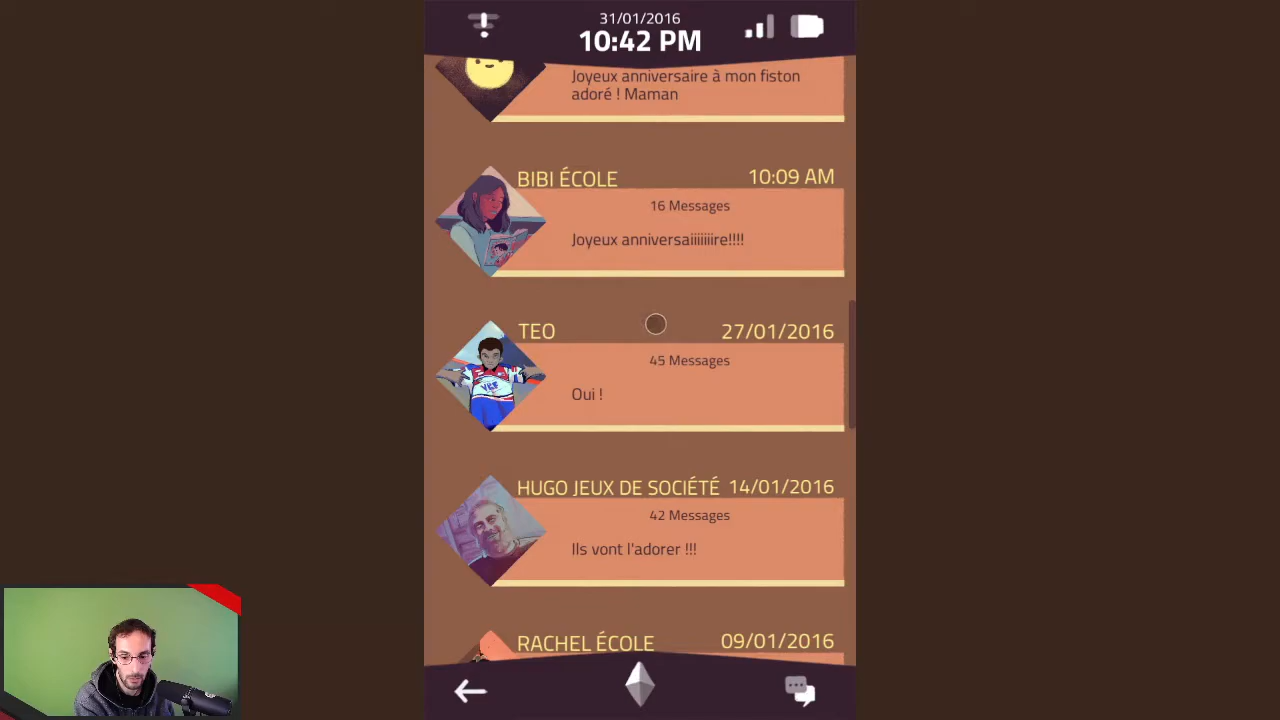 31/01/2016
10:42 PM
Joyeux anniversaire à mon fiston
adoré ! Maman
BIBI ÉCOLE 10:09 AM
16 Messages
Joyeux anniversaiiiiiiire!!!!
TEO 27/01/2016
45 Messages
Oui !
HUGO JEUX DE SOCIÉTÉ 14/01/2016
42 Messages
Ils vont l'adorer !!!
RACHEL ÉCOLE 09/01/2016